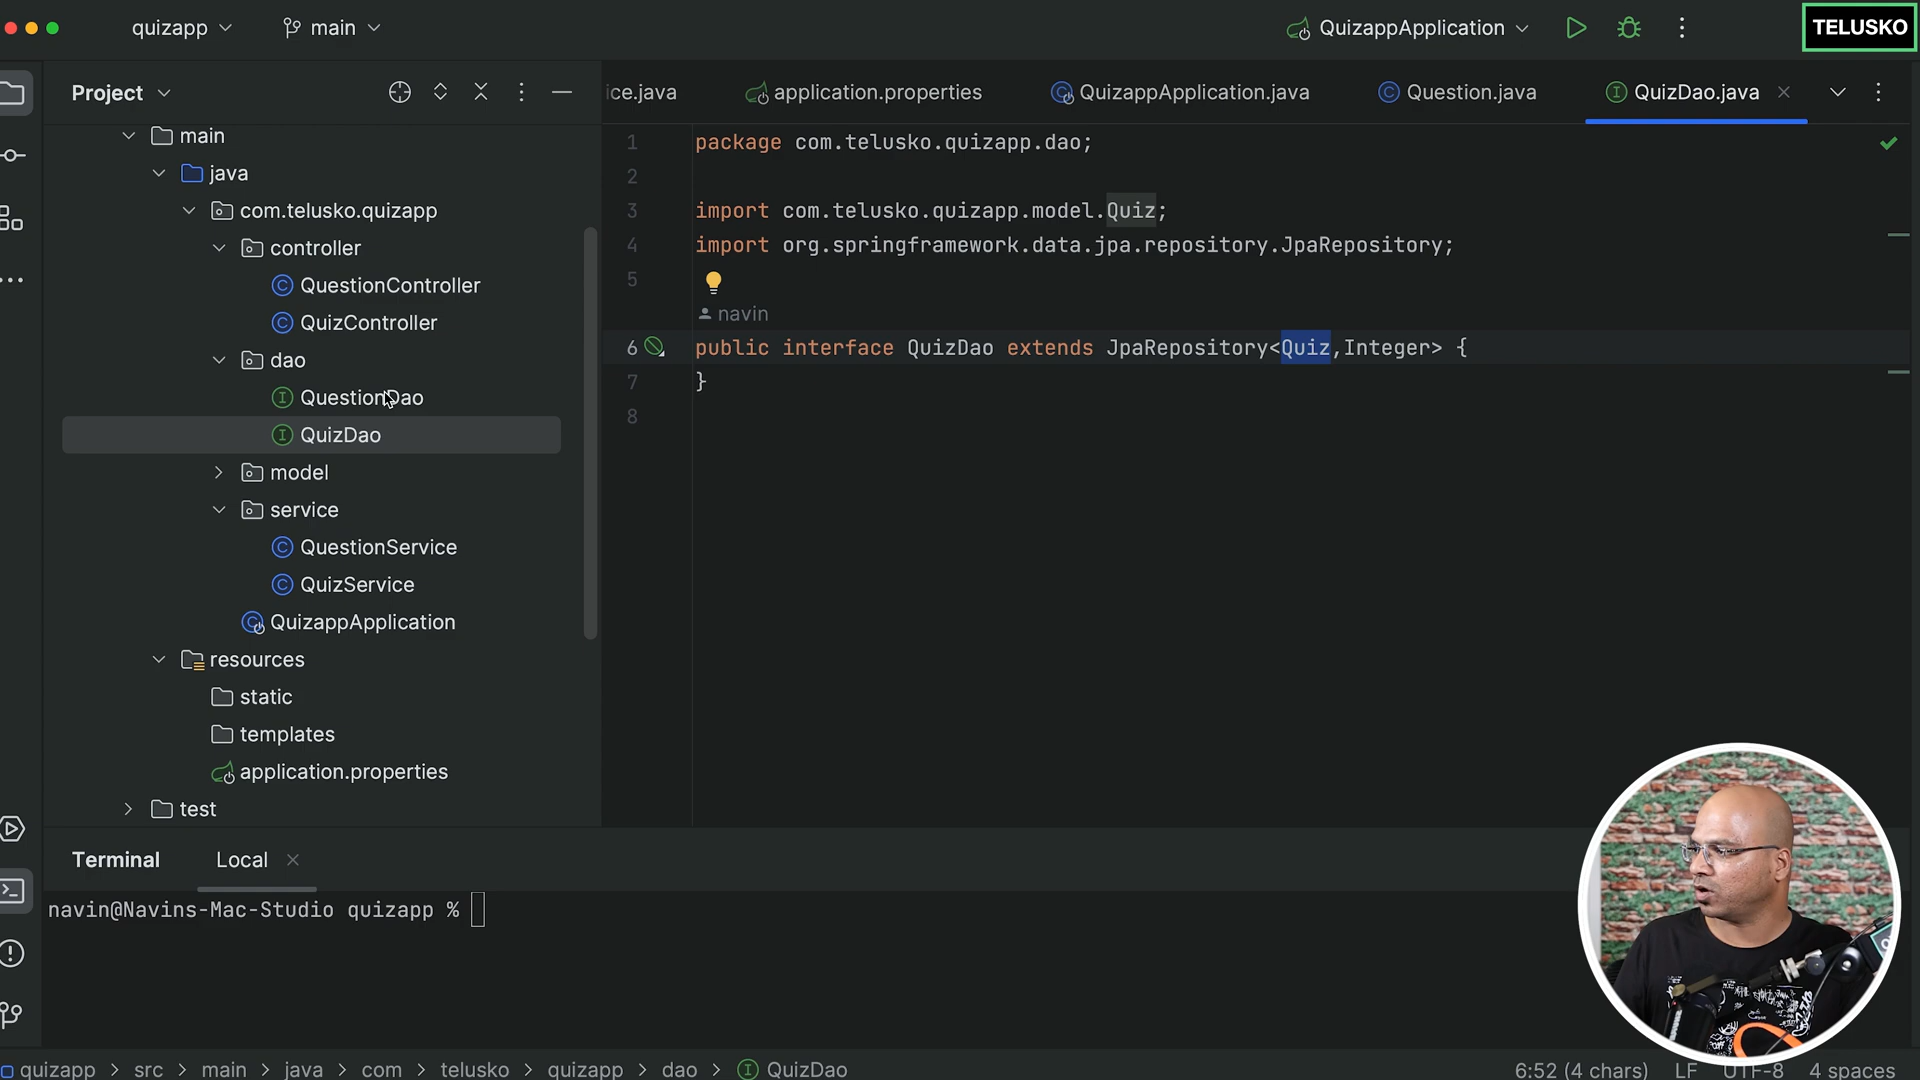 quizapp
main
QuizappApplication
TELUSKO
Project
ice.java
application.properties
QuizappApplication.java
Question.java
QuizDao.java
main
java
com.telusko.quizapp
controller
QuestionController
QuizController
dao
QuestionDao
QuizDao
model
service
QuestionService
QuizService
QuizappApplication
resources
static
templates
application.properties
test
1 package com.telusko.quizapp.dao;
2
3 import com.telusko.quizapp.model.Quiz;
4 import org.springframework.data.jpa.repository.JpaRepository;
5
navin
6 public interface QuizDao extends JpaRepository<Quiz,Integer> {
7 }
8
Terminal
Local
navin@Navins-Mac-Studio quizapp %
quizapp > src > main > java > com > telusko > quizapp > dao > QuizDao
6:52 (4 chars) LF UTF-8 4 spaces